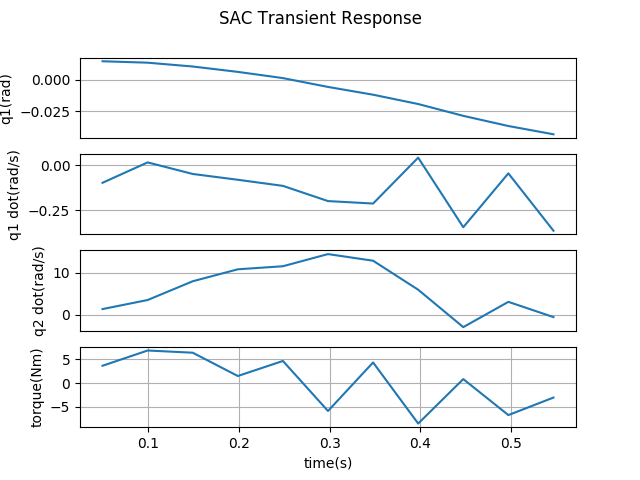 SAC Transient Response
0.000
−0.025
q1(rad)
0.00
−0.25
q1 dot(rad/s)
10
0
q2 dot(rad/s)
5
0
−5
torque(Nm)
0.1 0.2 0.3 0.4 0.5
time(s)